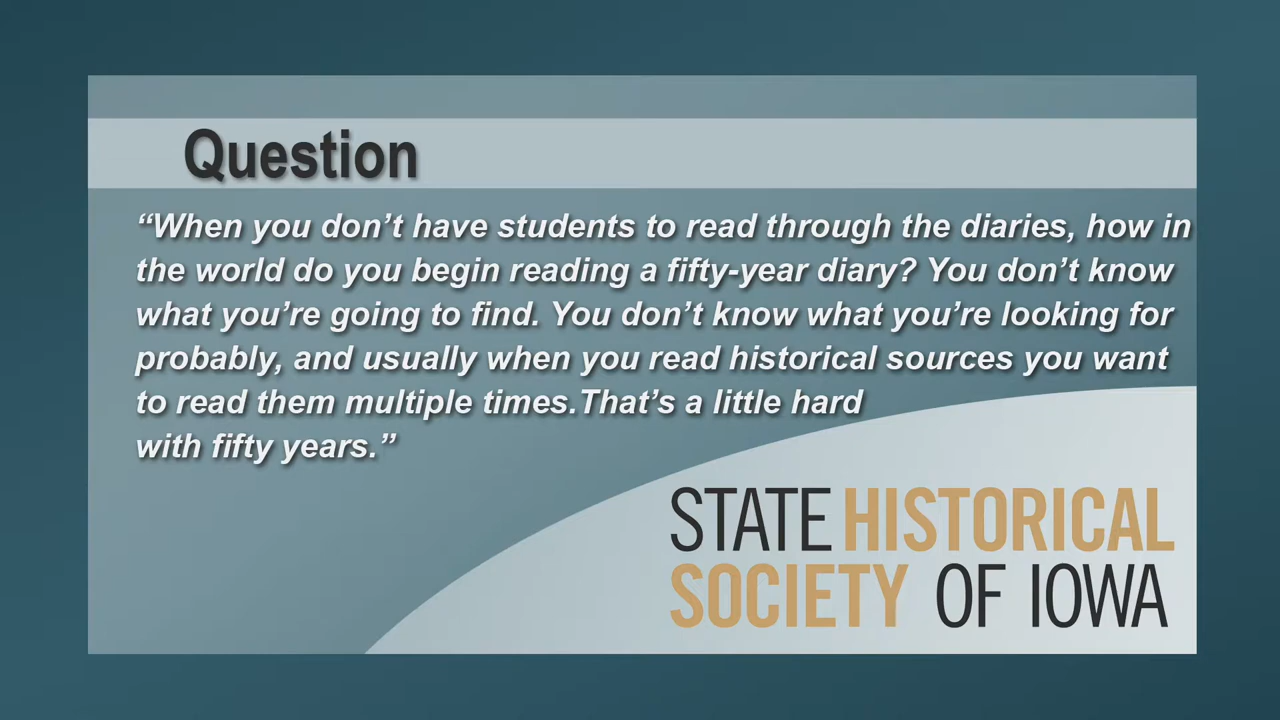 Question
“When you don’t have students to read through the diaries, how in
the world do you begin reading a fifty-year diary? You don’t know
what you’re going to find. You don’t know what you’re looking for
probably, and usually when you read historical sources you want
to read them multiple times.That’s a little hard
with fifty years.”
STATE HISTORICAL
SOCIETY OF IOWA